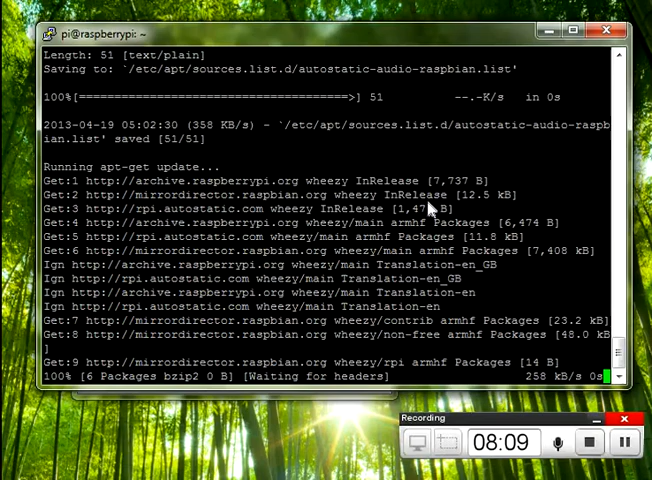 pi@raspberrypi: ~
Length: 51 [text/plain]
Saving to: `/etc/apt/sources.list.d/autostatic-audio-raspbian.list'
100%[======================================>] 51 --.-K/s in 0s
2013-04-19 05:02:30 (358 KB/s) - `/etc/apt/sources.list.d/autostatic-audio-raspb
ian.list' saved [51/51]
Running apt-get update...
Get:1 http://archive.raspberrypi.org wheezy InRelease [7,737 B]
Get:2 http://mirrordirector.raspbian.org wheezy InRelease [12.5 kB]
Get:3 http://rpi.autostatic.com wheezy InRelease B]
Get:4 http://archive.raspberrypi.org wheezy/main armhf Packages [6,474 B]
Get:5 http://rpi.autostatic.com wheezy/main armhf Packages [11.8 kB]
Get:6 http://mirrordirector.raspbian.org wheezy/main armhf Packages [7,408 kB]
Ign http://archive.raspberrypi.org wheezy/main Translation-en_GB
Ign http://rpi.autostatic.com wheezy/main Translation-en_GB
Ign http://archive.raspberrypi.org wheezy/main Translation-en
Ign http://rpi.autostatic.com wheezy/main Translation-en
Get:7 http://mirrordirector.raspbian.org wheezy/contrib armhf Packages [23.2 kB]
Get:8 http://mirrordirector.raspbian.org wheezy/non-free armhf Packages [48.0 kB
]
Get:9 http://mirrordirector.raspbian.org wheezy/rpi armhf Packages [14 B]
100% [6 Packages bzip2 0 B] [Waiting for headers] 258 kB/s 0s
Recording
08:09